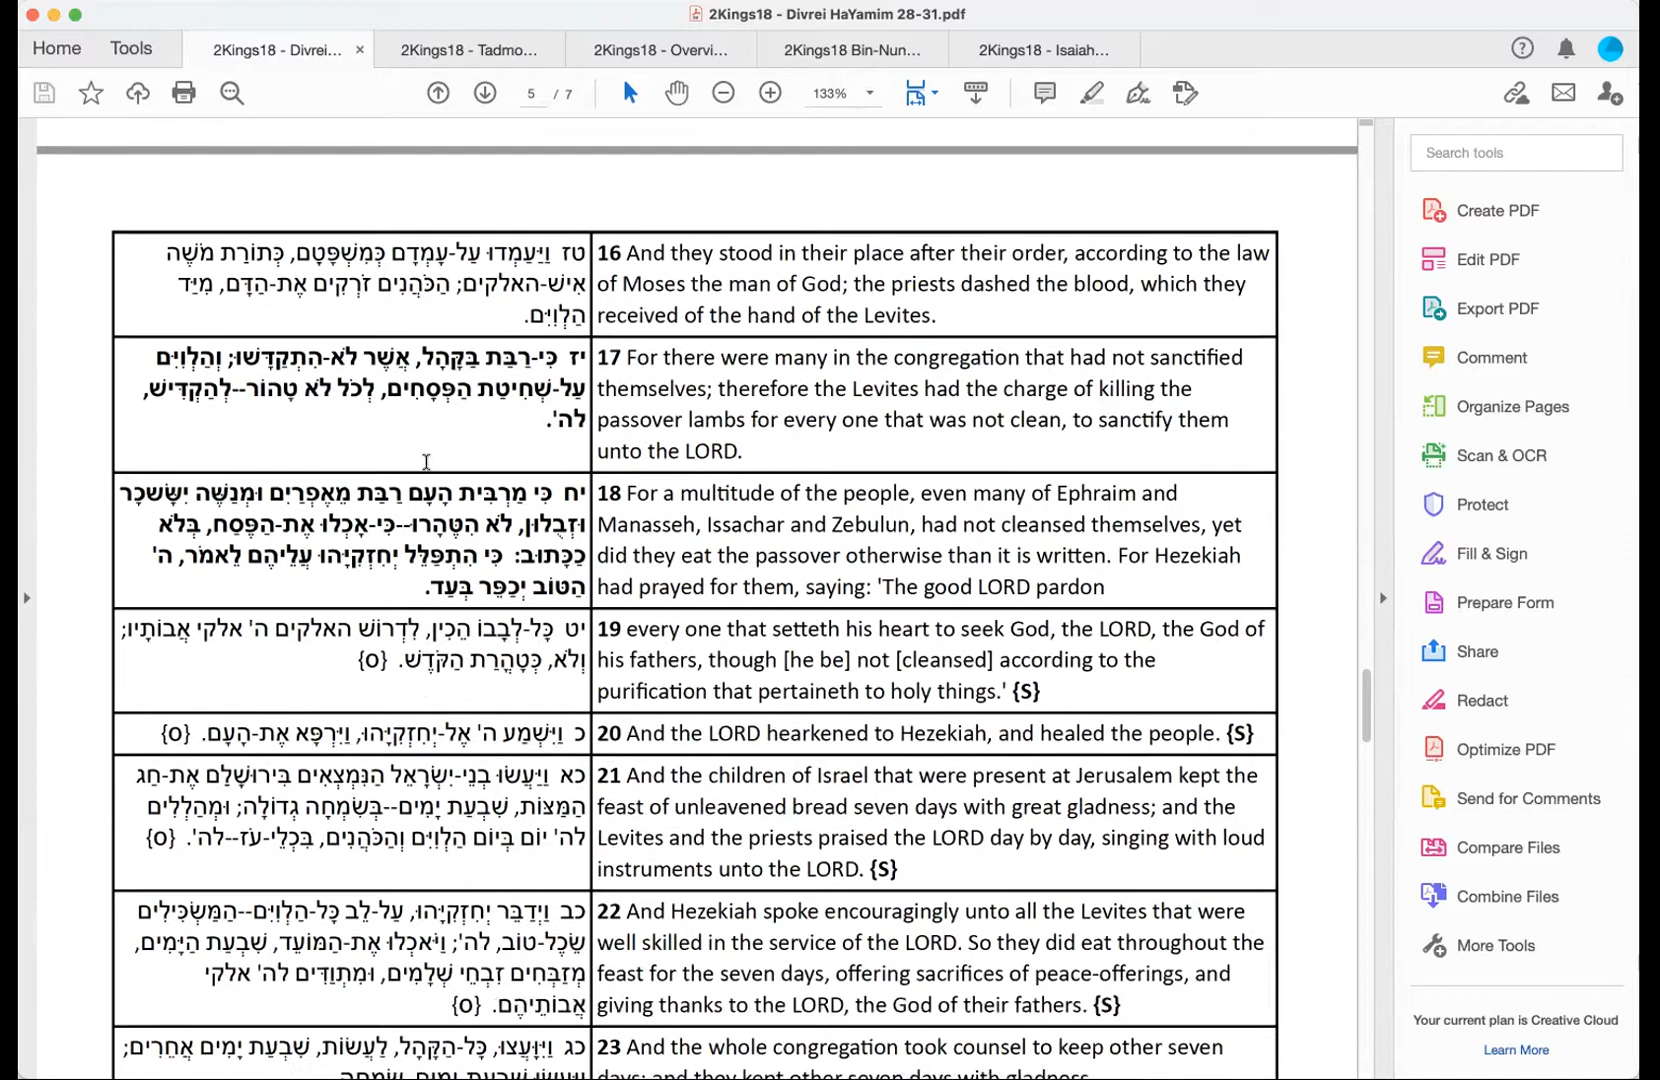 2Kings18 - Divrei HaYamim 28-31.pdf
Home
Tools
2Kings18 - Divrei...
2Kings18 - Tadmo...
2Kings18 - Overvi...
2Kings18 Bin-Nun...
2Kings18 - Isaiah...
5 / 7
133%
Search tools
Create PDF
Edit PDF
Export PDF
Comment
Organize Pages
Scan & OCR
Protect
Fill & Sign
Prepare Form
Share
Redact
Optimize PDF
Send for Comments
Compare Files
Combine Files
More Tools
Your current plan is Creative Cloud
Learn More
טז וַיַּעַמְדוּ עַל-עָמְדָם כְּמִשְׁפָּטָם, כְּתוֹרַת מֹשֶׁה
אִישׁ-האלקים; הַכֹּהֲנִים זֹרְקִים אֶת-הַדָּם, מִיַּד
הַלְוִיִּם.
16 And they stood in their place after their order, according to the law
of Moses the man of God; the priests dashed the blood, which they
received of the hand of the Levites.
יז כִּי-רַבַּת בַּקָּהָל, אֲשֶׁר לֹא-הִתְקַדָּשׁוּ; וְהַלְוִיִּם
עַל-שְׁחִיטַת הַפְּסָחִים, לְכֹל לֹא טָהוֹר--לְהַקְדִּישׁ,
לה'.
17 For there were many in the congregation that had not sanctified
themselves; therefore the Levites had the charge of killing the
passover lambs for every one that was not clean, to sanctify them
unto the LORD.
יח כִּי מַרְבִּית הָעָם רַבַּת מֵאֶפְרַיִם וּמְנַשֶּׁה יִשָּׂשכָר
וּזְבֻלוּן, לֹא הִטֶּהָרוּ--כִּי-אָכְלוּ אֶת-הַפֶּסַח, בְּלֹא
כַכָּתוּב: כִּי הִתְפַּלֵּל יְחִזְקִיָּהוּ עֲלֵיהֶם לֵאמֹר, ה'
הַטּוֹב יְכַפֵּר בְּעַד.
18 For a multitude of the people, even many of Ephraim and
Manasseh, Issachar and Zebulun, had not cleansed themselves, yet
did they eat the passover otherwise than it is written. For Hezekiah
had prayed for them, saying: 'The good LORD pardon
יט כָּל-לְבָבוֹ הֵכִין, לִדְרוֹשׁ האלקים ה' אלקי אֲבוֹתָיו;
וְלֹא, כְּטָהֳרַת הַקֹּדֶשׁ. {ס}
19 every one that setteth his heart to seek God, the LORD, the God of
his fathers, though [he be] not [cleansed] according to the
purification that pertaineth to holy things.' {S}
כ וַיִּשְׁמַע ה' אֶל-יְחִזְקִיָּהוּ, וַיִּרְפָּא אֶת-הָעָם. {ס}
20 And the LORD hearkened to Hezekiah, and healed the people. {S}
כא וַיַּעֲשׂוּ בְנֵי-יִשְׂרָאֵל הַנִּמְצְאִים בִּירוּשָׁלִַם אֶת-חַג
הַמַּצּוֹת, שִׁבְעַת יָמִים--בְּשִׂמְחָה גְדוֹלָה; וּמְהַלְלִים
לה' יוֹם בְּיוֹם הַלְוִיִּם וְהַכֹּהֲנִים, בִּכְלֵי-עֹז--לה'. {ס}
21 And the children of Israel that were present at Jerusalem kept the
feast of unleavened bread seven days with great gladness; and the
Levites and the priests praised the LORD day by day, singing with loud
instruments unto the LORD. {S}
כב וַיְדַבֵּר יְחִזְקִיָּהוּ, עַל-לֵב כָּל-הַלְוִיִּם--הַמַּשְׂכִּילִים
שֵׂכֶל-טוֹב, לה'; וַיֹּאכְלוּ אֶת-הַמּוֹעֵד, שִׁבְעַת הַיָּמִים,
מְזַבְּחִים זִבְחֵי שְׁלָמִים, וּמִתְוַדִּים לה' אלקי
אֲבוֹתֵיהֶם. {ס}
22 And Hezekiah spoke encouragingly unto all the Levites that were
well skilled in the service of the LORD. So they did eat throughout the
feast for the seven days, offering sacrifices of peace-offerings, and
giving thanks to the LORD, the God of their fathers. {S}
כג וַיִּוָּעֲצוּ, כָּל-הַקָּהָל, לַעֲשׂוֹת, שִׁבְעַת יָמִים אֲחֵרִים;
23 And the whole congregation took counsel to keep other seven
days; and they kept other seven days with gladness